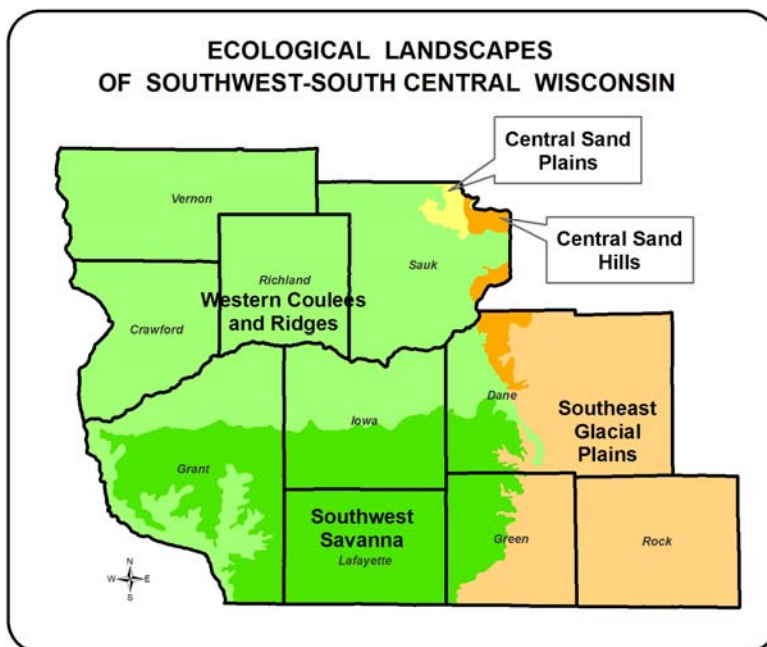 ECOLOGICAL LANDSCAPES
OF SOUTHWEST-SOUTH CENTRAL WISCONSIN
Central Sand
Plains
Vernon
Central Sand
Hills
Sauk
Richland
Western Coulees
and Ridges
Crawford
Dane
Southeast
Glacial
Plains
Iowa
Grant
Southwest
Savanna
Lafayette
Green
Rock
N
W E
S